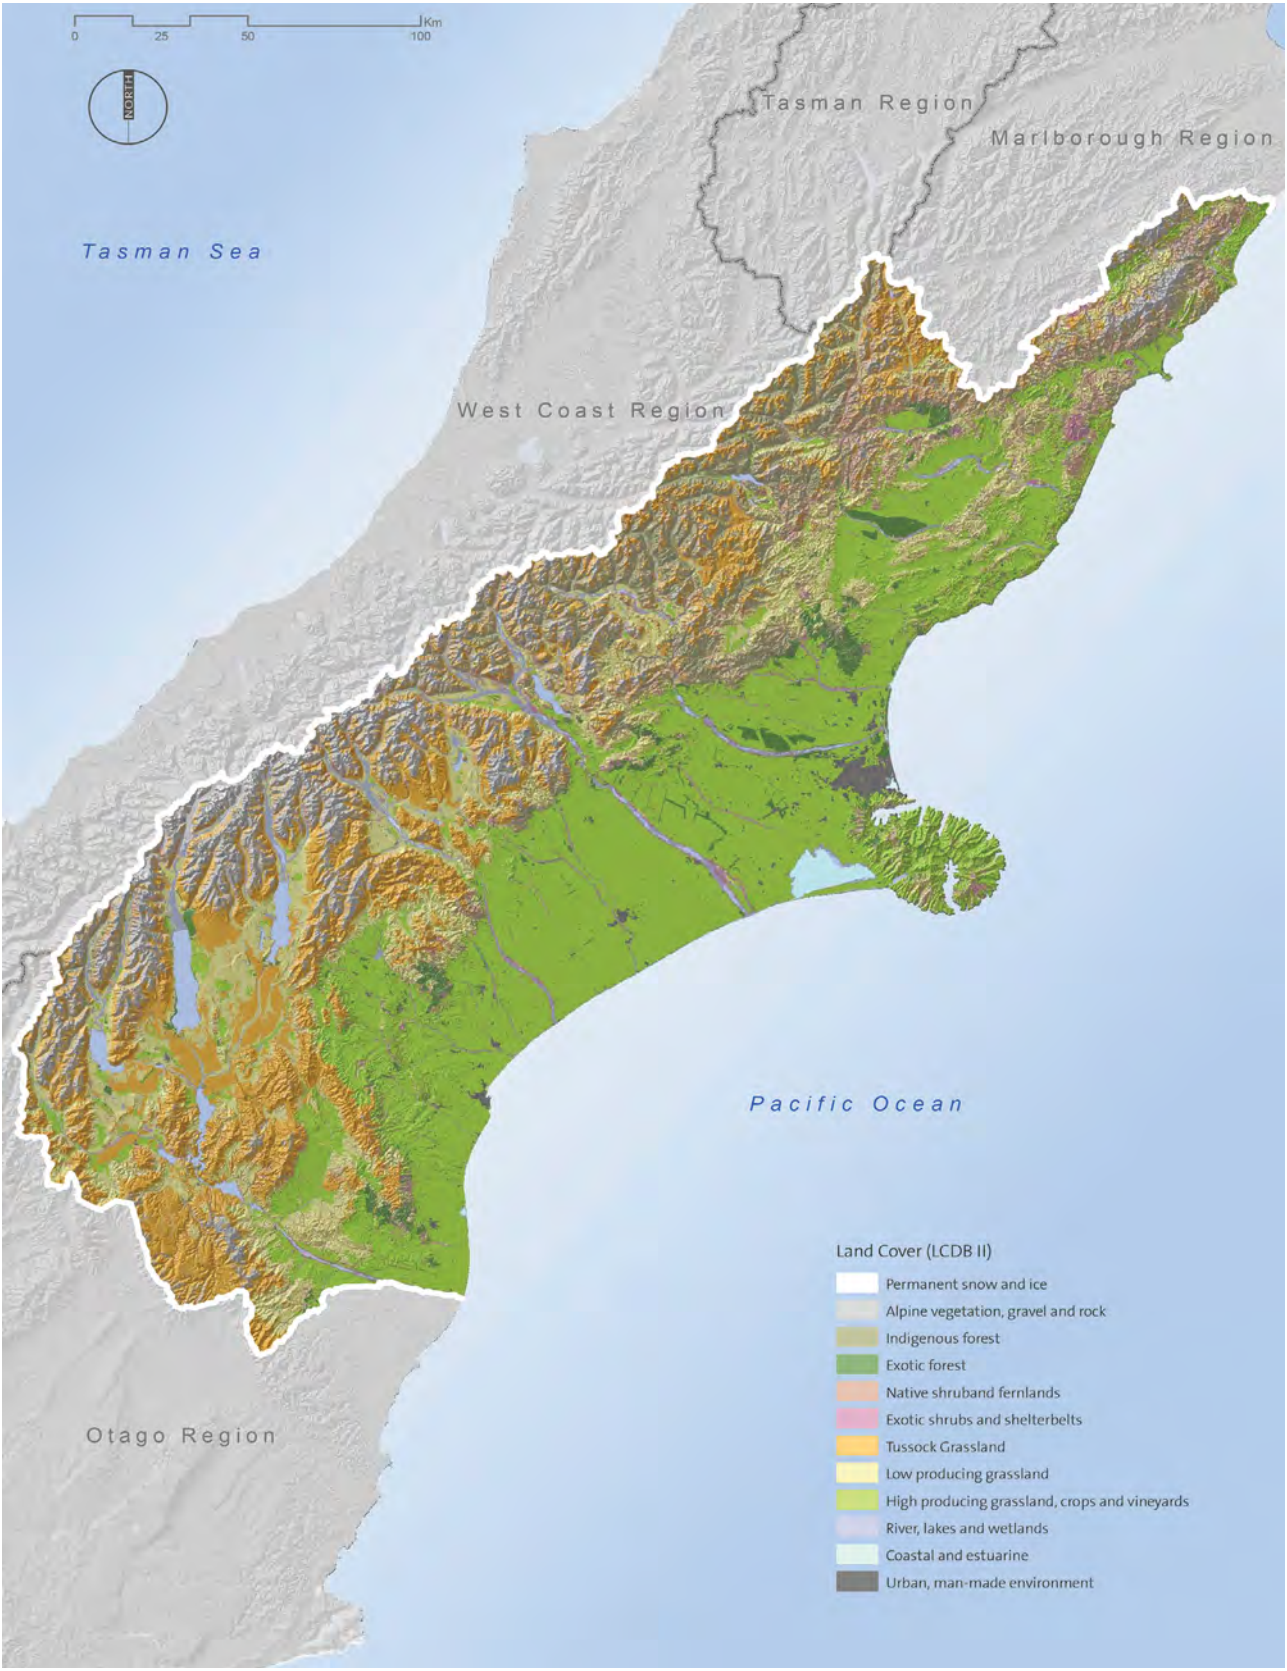 Km
0 25 50 100
NORTH
Tasman Region
Marlborough Region
Tasman Sea
West Coast Region
Pacific Ocean
Otago Region
Land Cover (LCDB II)
Permanent snow and ice
Alpine vegetation, gravel and rock
Indigenous forest
Exotic forest
Native shruband fernlands
Exotic shrubs and shelterbelts
Tussock Grassland
Low producing grassland
High producing grassland, crops and vineyards
River, lakes and wetlands
Coastal and estuarine
Urban, man-made environment